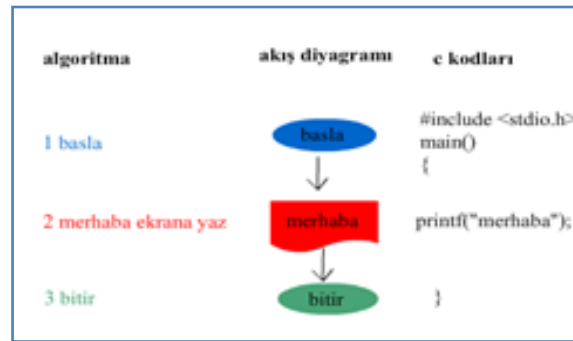 algoritma akış diyagramı c kodları
1 basla basla #include <stdio.h>
main()
{
2 merhaba ekrana yaz merhaba printf("merhaba");
3 bitir bitir }